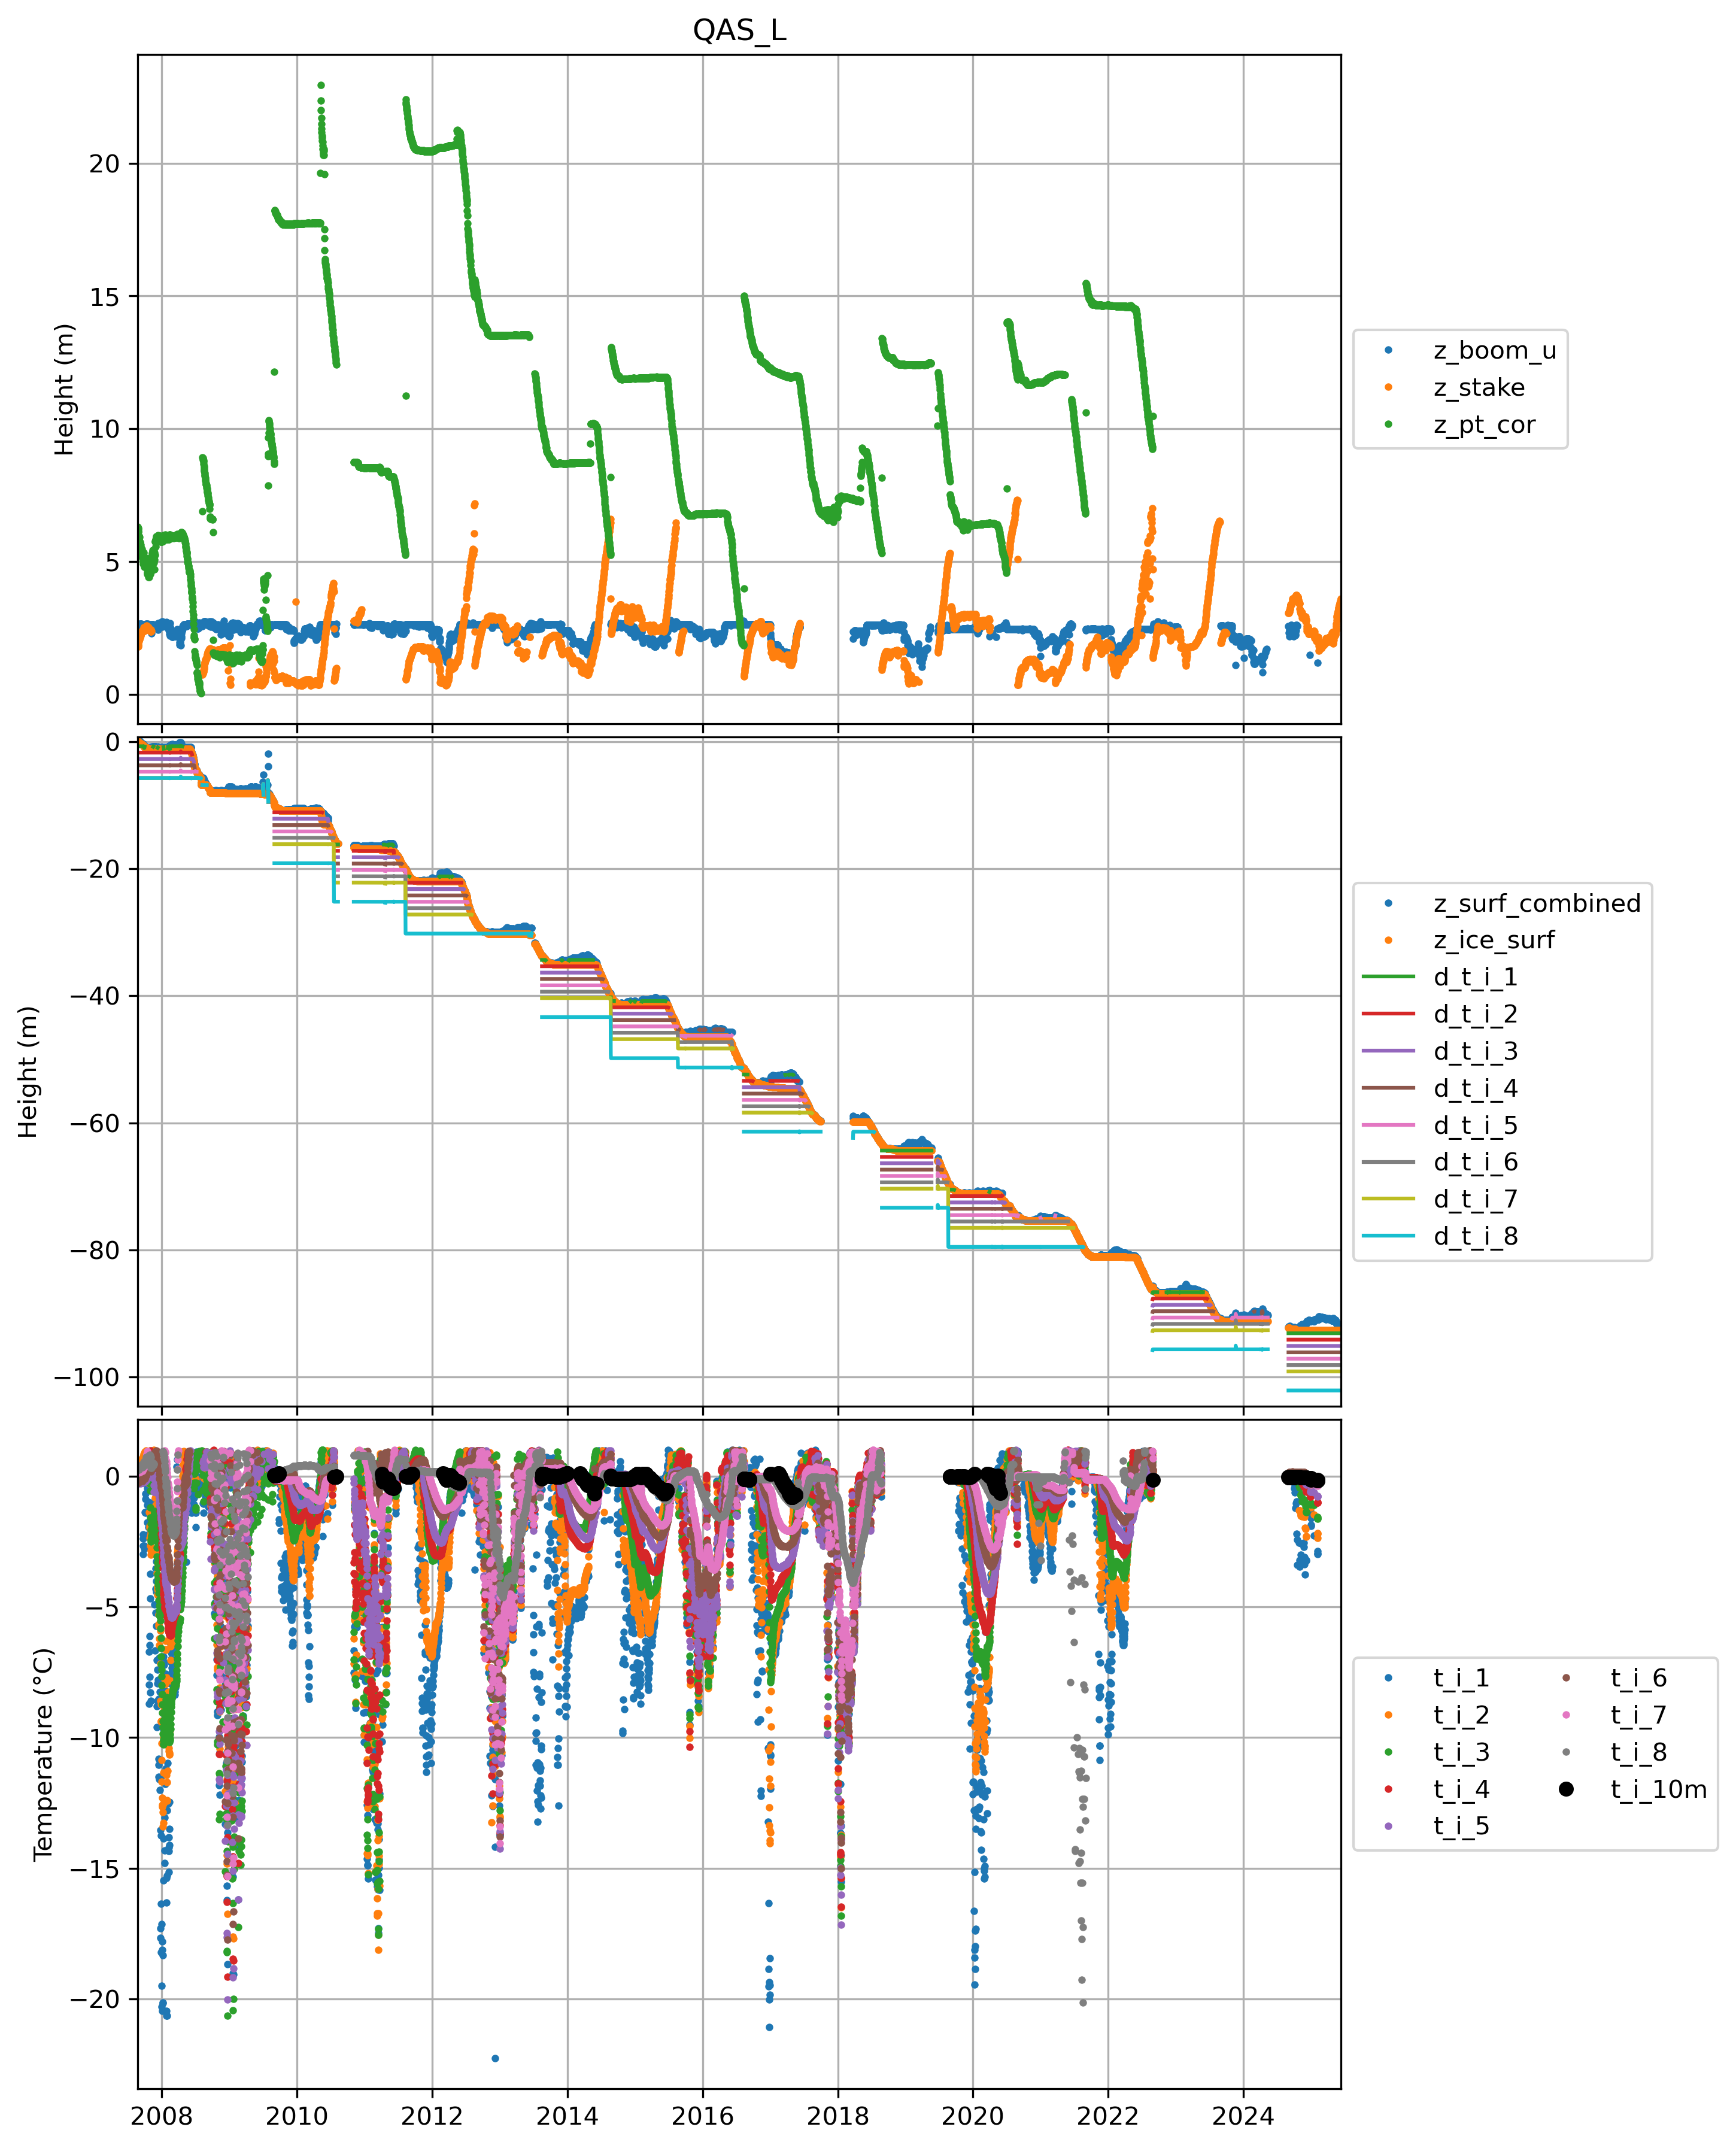 QAS_L
20
15
10
5
0
Height (m)
z_boom_u
z_stake
z_pt_cor
0
−20
−40
−60
−80
−100
Height (m)
z_surf_combined
z_ice_surf
d_t_i_1
d_t_i_2
d_t_i_3
d_t_i_4
d_t_i_5
d_t_i_6
d_t_i_7
d_t_i_8
0
−5
−10
−15
−20
Temperature (°C)
t_i_1
t_i_2
t_i_3
t_i_4
t_i_5
t_i_6
t_i_7
t_i_8
t_i_10m
2008 2010 2012 2014 2016 2018 2020 2022 2024